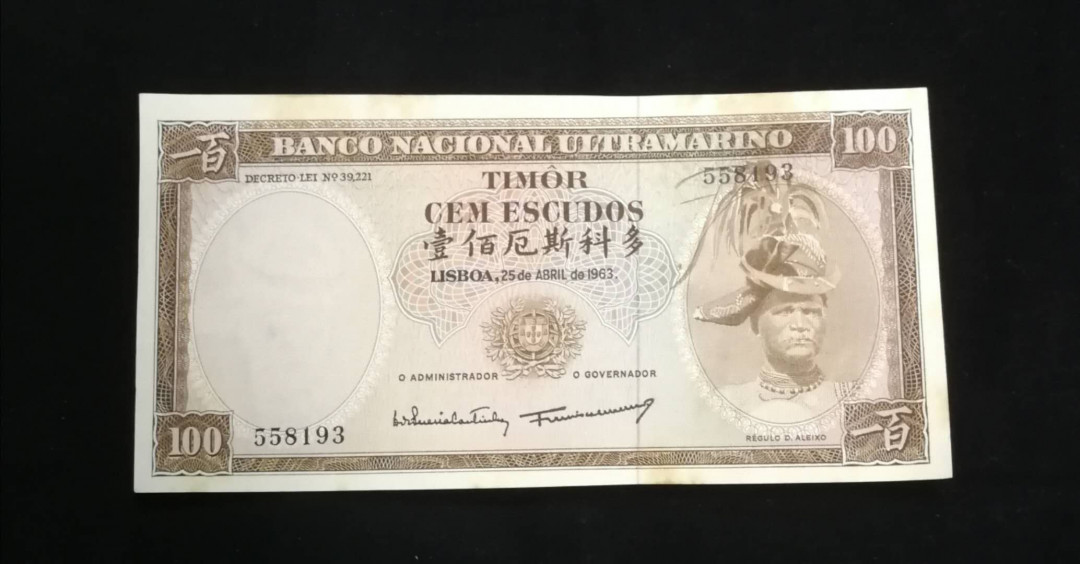 一百
BANCO NACIONAL ULTRAMARINO
100
DECRETO-LEI Nº 39,221
TIMÔR
558193
CEM ESCUDOS
壹佰厄斯科多
LISBOA, 25 de ABRIL de 1963.
O ADMINISTRADOR
O GOVERNADOR
100
558193
RÉGULO D. ALEIXO
一百